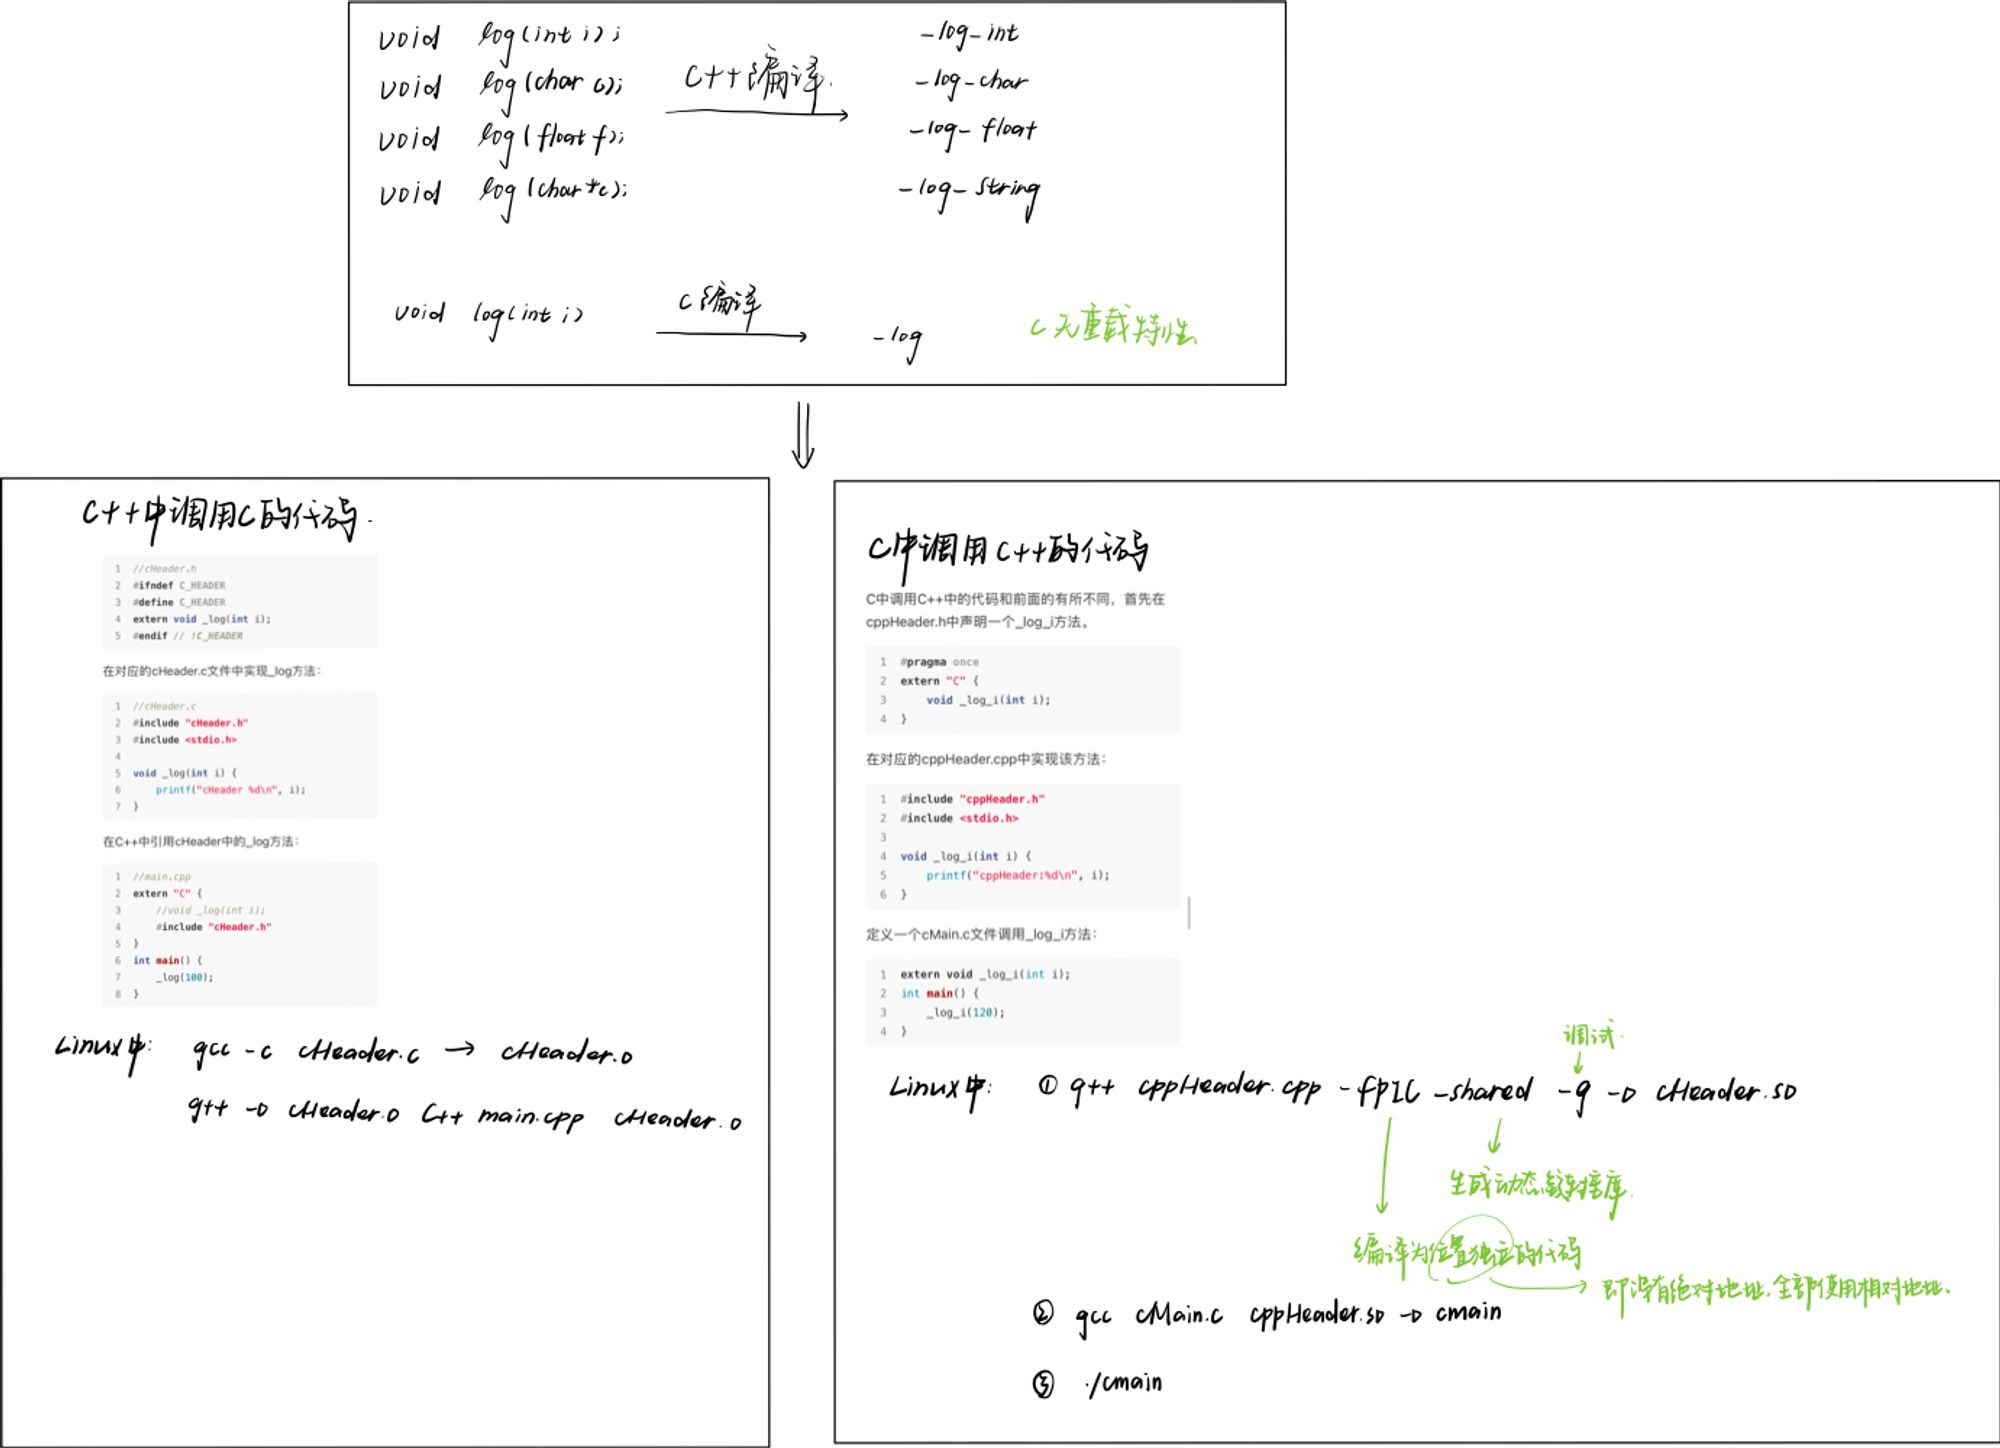 void log(int i); -log-int
void log(char c); C++编译. -log-char
void log(float f); -log-float
void log(char *c); -log-string
void log(int i) C编译 -log C无重载特性
C++中调用C的代码.
1 //cHeader.h
2 #ifndef C_HEADER
3 #define C_HEADER
4 extern void _log(int i);
5 #endif // !C_HEADER
在对应的cHeader.c文件中实现_log方法：
1 //cHeader.c
2 #include "cHeader.h"
3 #include <stdio.h>
4
5 void _log(int i) {
6 printf("cHeader %d\n", i);
7 }
在C++中引用cHeader中的_log方法：
1 //main.cpp
2 extern "C" {
3 //void _log(int i);
4 #include "cHeader.h"
5 }
6 int main() {
7 _log(100);
8 }
Linux中: gcc -c cHeader.c → cHeader.o
g++ -o cHeader.o C++ main.cpp cHeader.o
C中调用C++的代码
C中调用C++中的代码和前面的有所不同，首先在
cppHeader.h中声明一个_log_i方法。
1 #pragma once
2 extern "C" {
3 void _log_i(int i);
4 }
在对应的cppHeader.cpp中实现该方法：
1 #include "cppHeader.h"
2 #include <stdio.h>
3
4 void _log_i(int i) {
5 printf("cppHeader:%d\n", i);
6 }
定义一个cMain.c文件调用_log_i方法：
1 extern void _log_i(int i);
2 int main() {
3 _log_i(120);
4 }
调试.
Linux中: ① g++ cppHeader.cpp -fpIC -shared -g -o cHeader.so
生成动态链接库.
编译为位置独立的代码
即没有绝对地址.全部使用相对地址.
② gcc cMain.c cppHeader.so -o cmain
③ ./cmain